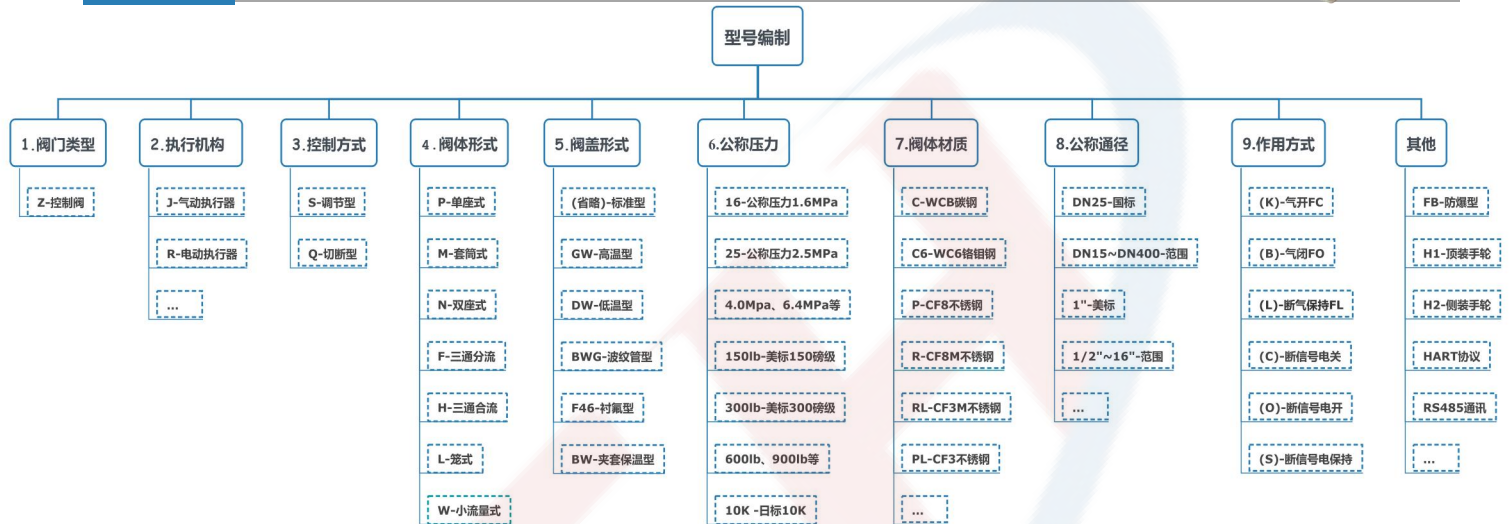 型号编制
1.阀门类型
Z-控制阀
2.执行机构
J-气动执行器
R-电动执行器
...
3.控制方式
S-调节型
Q-切断型
4.阀体形式
P-单座式
M-套筒式
N-双座式
F-三通分流
H-三通合流
L-笼式
W-小流量式
5.阀盖形式
(省略)-标准型
GW-高温型
DW-低温型
BWG-波纹管型
F46-衬氟型
BW-夹套保温型
6.公称压力
16-公称压力1.6MPa
25-公称压力2.5MPa
4.0Mpa、6.4MPa等
150lb-美标150磅级
300lb-美标300磅级
600lb、900lb等
10K -日标10K
7.阀体材质
C-WCB碳钢
C6-WC6铬钼钢
P-CF8不锈钢
R-CF8M不锈钢
RL-CF3M不锈钢
PL-CF3不锈钢
...
8.公称通径
DN25-国标
DN15~DN400-范围
1"-美标
1/2"~16"-范围
...
9.作用方式
(K)-气开FC
(B)-气闭FO
(L)-断气保持FL
(C)-断信号电关
(O)-断信号电开
(S)-断信号电保持
其他
FB-防爆型
H1-顶装手轮
H2-侧装手轮
HART协议
RS485通讯
...